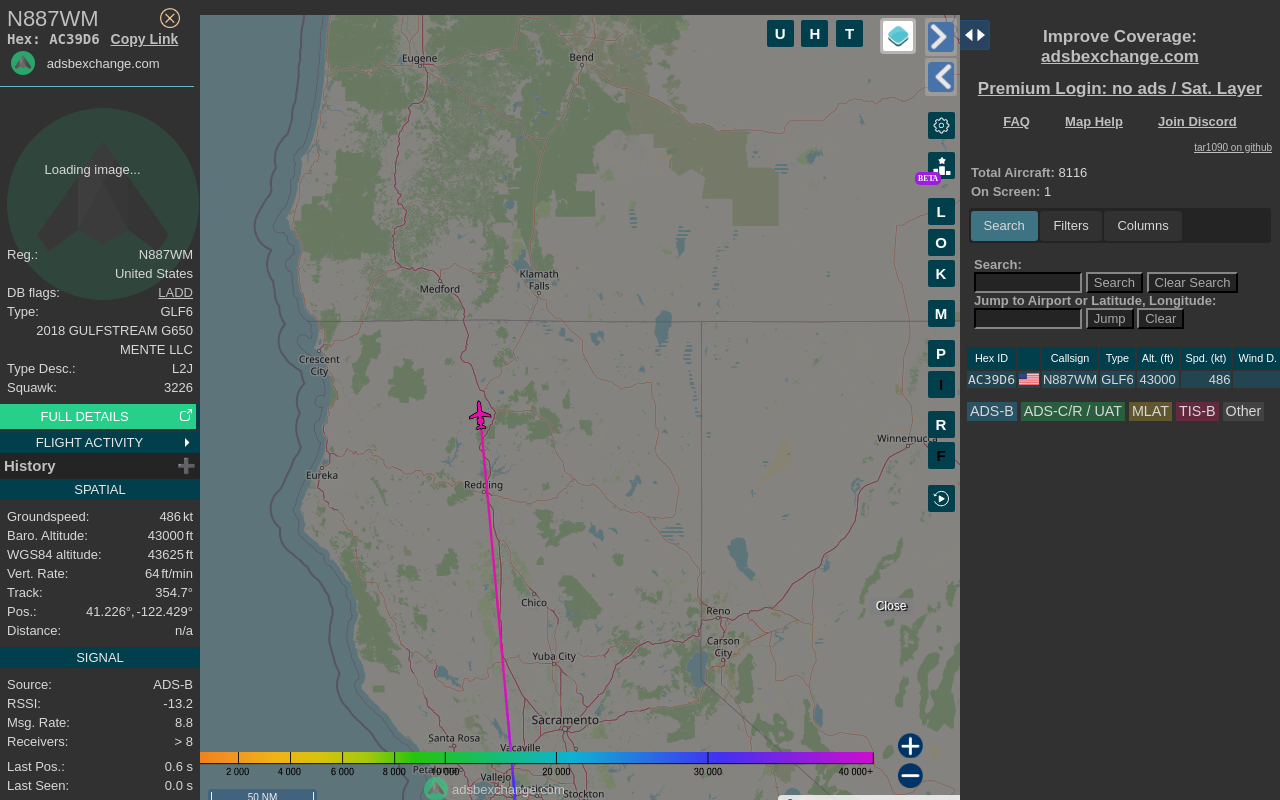 N887WM
Hex: AC39D6 Copy Link
adsbexchange.com
Loading image...
Reg.: N887WM
United States
DB flags: LADD
Type: GLF6
2018 GULFSTREAM G650
MENTE LLC
Type Desc.: L2J
Squawk: 3226
FULL DETAILS
FLIGHT ACTIVITY
History
SPATIAL
Groundspeed: 486 kt
Baro. Altitude: 43000 ft
WGS84 altitude: 43625 ft
Vert. Rate: 64 ft/min
Track: 354.7°
Pos.: 41.226°, -122.429°
Distance: n/a
SIGNAL
Source: ADS-B
RSSI: -13.2
Msg. Rate: 8.8
Receivers: > 8
Last Pos.: 0.6 s
Last Seen: 0.0 s
U H T
BETA
L
O
K
M
P
I
R
F
Eugene
Bend
Klamath
Falls
Medford
Crescent
City
Winnemucca
Eureka
Redding
Chico
Close
Reno
Carson
City
Yuba City
Sacramento
Santa Rosa
Vacaville
2 000 4 000 6 000 8 000 10 000 20 000 30 000 40 000+
Petaluma
Vallejo
adsbexchange.com
Stockton
50 NM
Improve Coverage:
adsbexchange.com
Premium Login: no ads / Sat. Layer
FAQ Map Help Join Discord
tar1090 on github
Total Aircraft: 8116
On Screen: 1
Search Filters Columns
Search:
Search Clear Search
Jump to Airport or Latitude, Longitude:
Jump Clear
Hex ID Callsign Type Alt. (ft) Spd. (kt) Wind D.
AC39D6 N887WM GLF6 43000 486
ADS-B ADS-C/R / UAT MLAT TIS-B Other